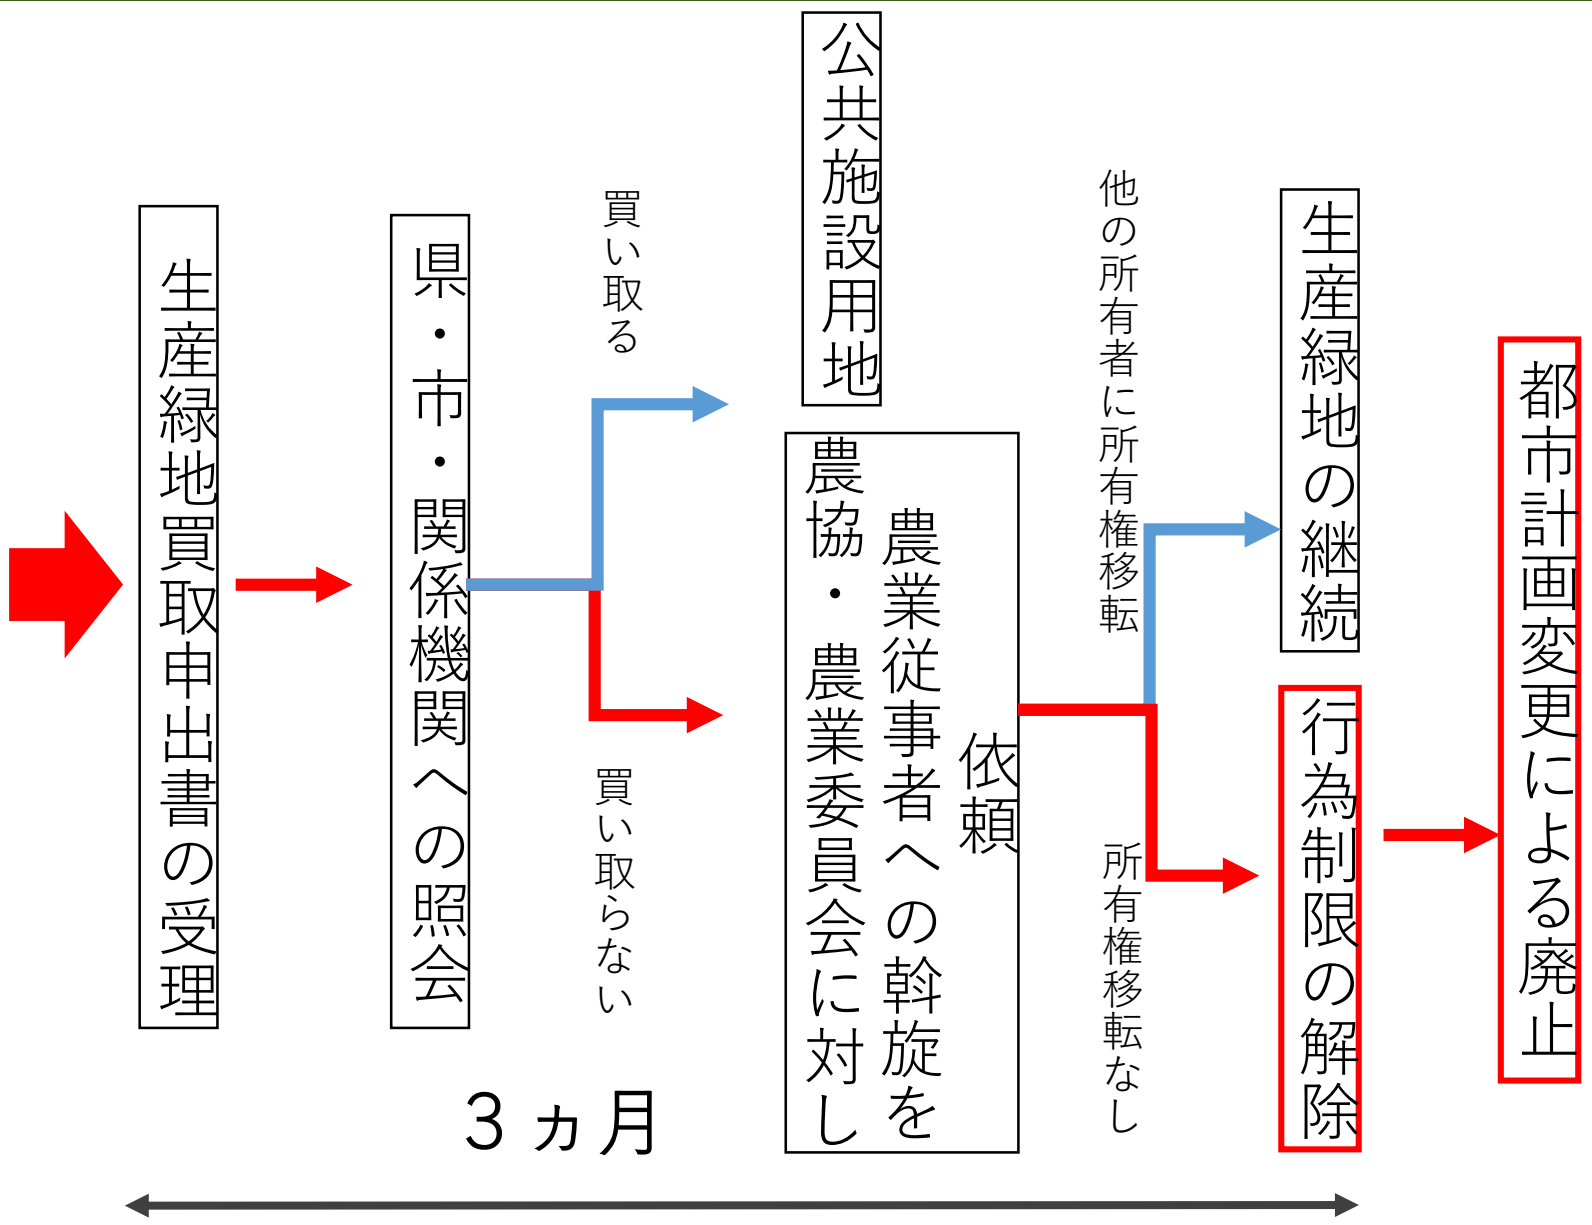 生産緑地買取申出書の受理
県・市・関係機関への照会
買い取る
買い取らない
公共施設用地
農協・農業委員会に対し
農業従事者への斡旋を
依頼
他の所有者に所有権移転
所有権移転なし
生産緑地の継続
行為制限の解除
都市計画変更による廃止
３ヵ月